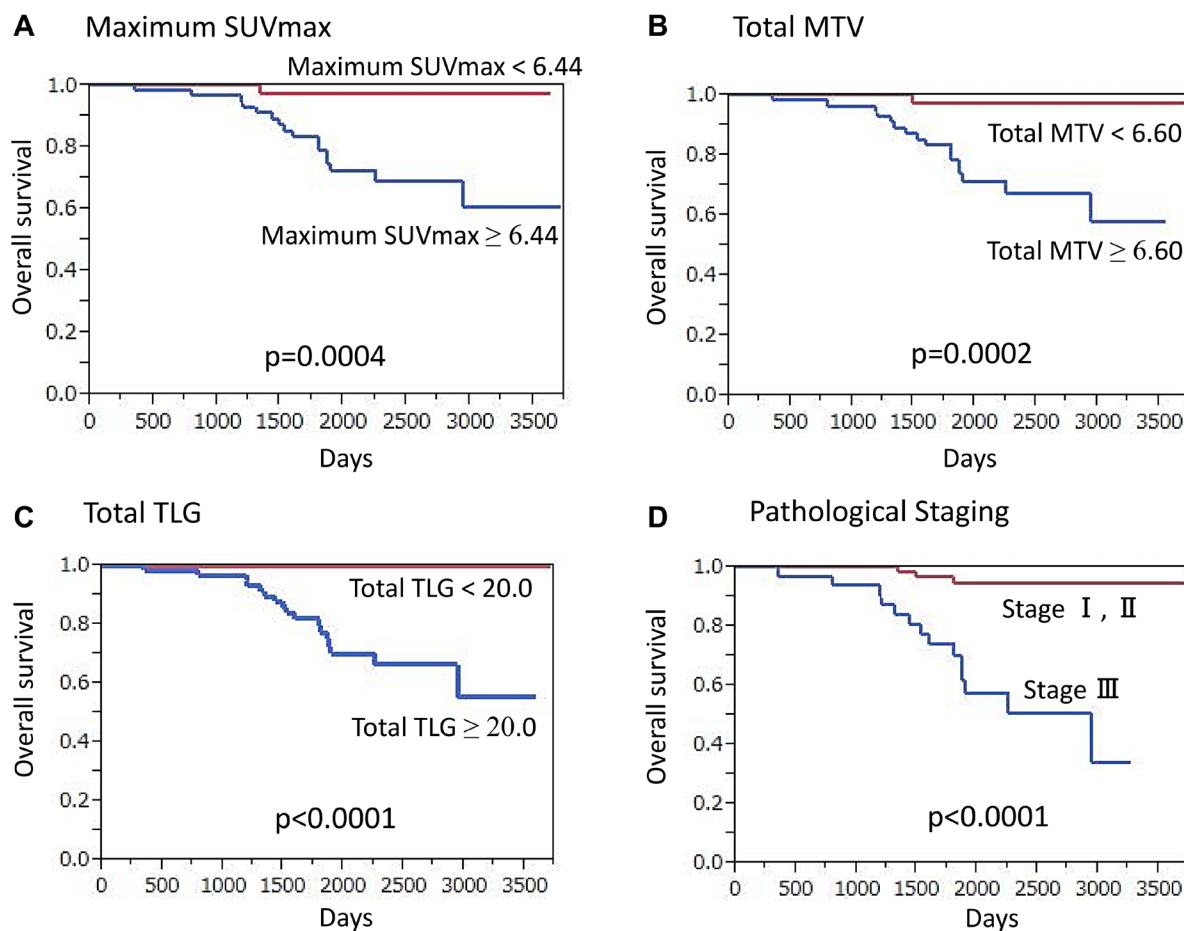 A Maximum SUVmax
Maximum SUVmax < 6.44
1.0
0.8
0.6
0.4
0.2
0.0
Overall survival
Maximum SUVmax ≥ 6.44
p=0.0004
0 500 1000 1500 2000 2500 3000 3500
Days
B Total MTV
1.0
0.8
0.6
0.4
0.2
0.0
Overall survival
Total MTV < 6.60
Total MTV ≥ 6.60
p=0.0002
0 500 1000 1500 2000 2500 3000 3500
Days
C Total TLG
1.0
0.8
0.6
0.4
0.2
0.0
Overall survival
Total TLG < 20.0
Total TLG ≥ 20.0
p<0.0001
0 500 1000 1500 2000 2500 3000 3500
Days
D Pathological Staging
1.0
0.8
0.6
0.4
0.2
0.0
Overall survival
Stage Ⅰ , Ⅱ
Stage Ⅲ
p<0.0001
0 500 1000 1500 2000 2500 3000 3500
Days